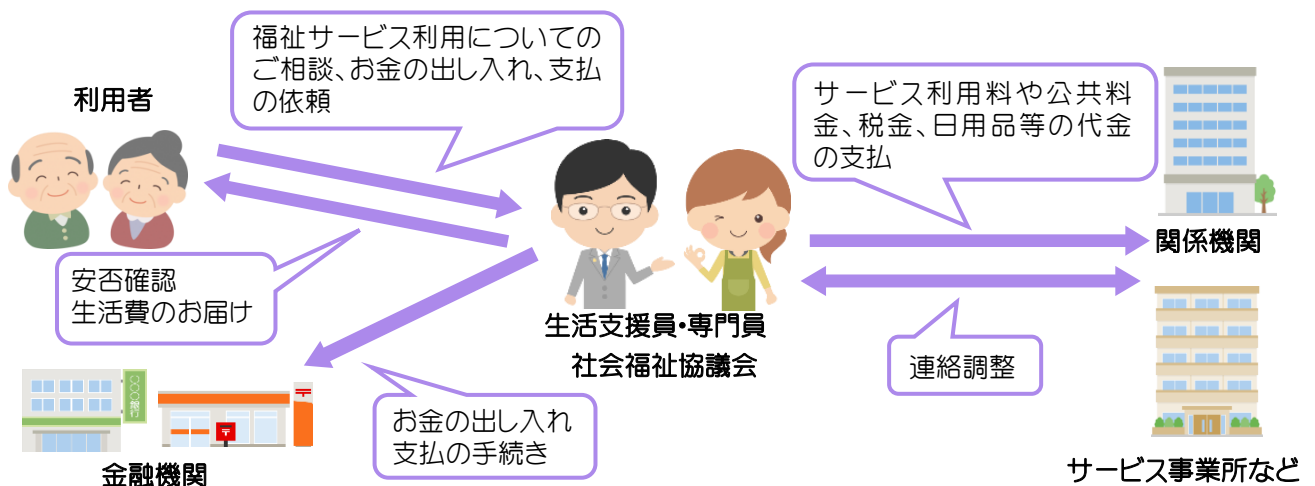 福祉サービス利用についての
ご相談、お金の出し入れ、支払
の依頼
利用者
サービス利用料や公共料
金、税金、日用品等の代金
の支払
関係機関
安否確認
生活費のお届け
生活支援員・専門員
社会福祉協議会
連絡調整
〇〇〇銀行
〒
〒
お金の出し入れ
支払の手続き
金融機関
サービス事業所など